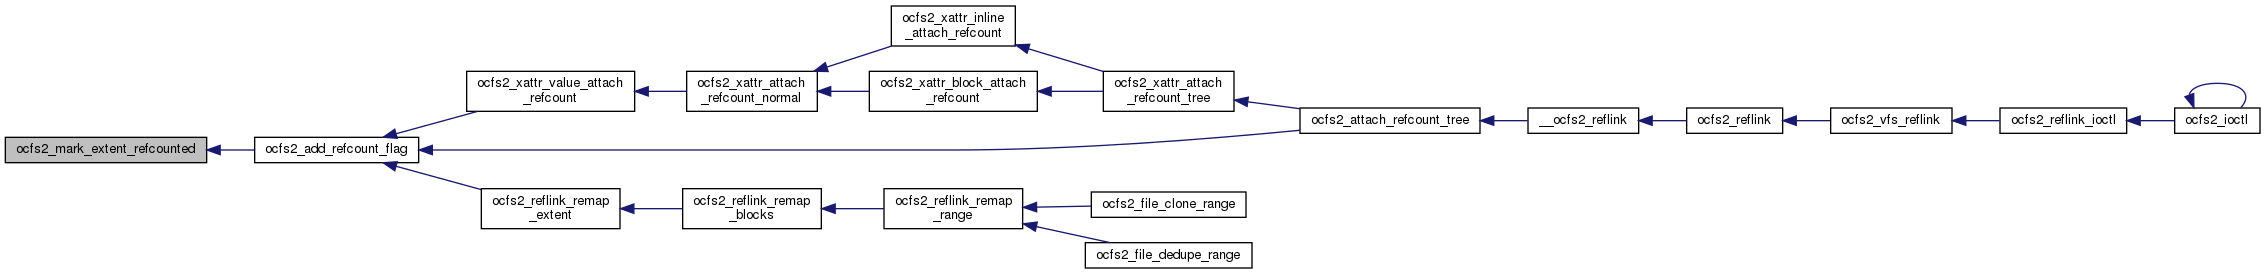 ocfs2_mark_extent_refcounted
ocfs2_add_refcount_flag
ocfs2_xattr_value_attach
_refcount
ocfs2_xattr_attach
_refcount_normal
ocfs2_xattr_inline
_attach_refcount
ocfs2_xattr_block_attach
_refcount
ocfs2_xattr_attach
_refcount_tree
ocfs2_attach_refcount_tree
__ocfs2_reflink
ocfs2_reflink
ocfs2_vfs_reflink
ocfs2_reflink_ioctl
ocfs2_ioctl
ocfs2_reflink_remap
_extent
ocfs2_reflink_remap
_blocks
ocfs2_reflink_remap
_range
ocfs2_file_clone_range
ocfs2_file_dedupe_range